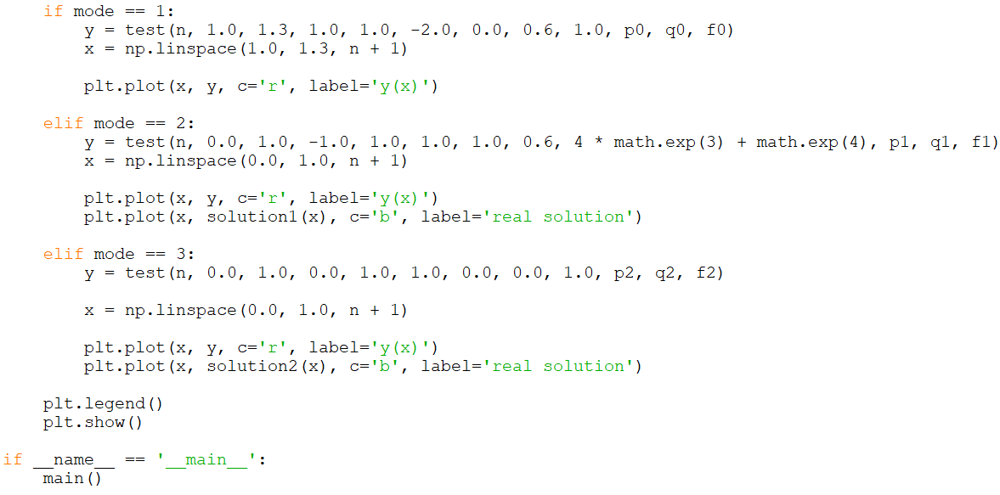 if mode == 1:
y = test(n, 1.0, 1.3, 1.0, 1.0, -2.0, 0.0, 0.6, 1.0, p0, q0, f0)
x = np.linspace(1.0, 1.3, n + 1)
plt.plot(x, y, c='r', label='y(x)')
elif mode == 2:
y = test(n, 0.0, 1.0, -1.0, 1.0, 1.0, 1.0, 0.6, 4 * math.exp(3) + math.exp(4), p1, q1, f1)
x = np.linspace(0.0, 1.0, n + 1)
plt.plot(x, y, c='r', label='y(x)')
plt.plot(x, solution1(x), c='b', label='real solution')
elif mode == 3:
y = test(n, 0.0, 1.0, 0.0, 1.0, 1.0, 0.0, 0.0, 1.0, p2, q2, f2)
x = np.linspace(0.0, 1.0, n + 1)
plt.plot(x, y, c='r', label='y(x)')
plt.plot(x, solution2(x), c='b', label='real solution')
plt.legend()
plt.show()
if __name__ == '__main__':
main()